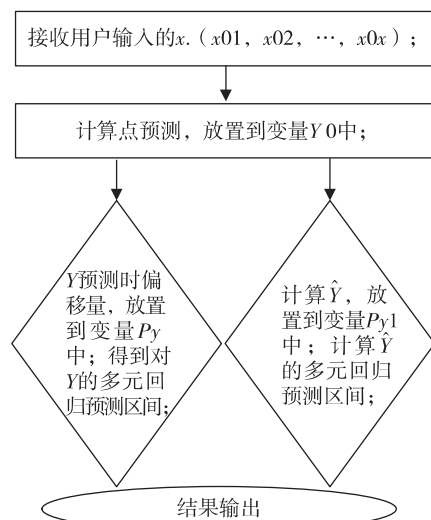 接收用户输入的x.（x01，x02，…，x0x）；
计算点预测，放置到变量Y0中；
Y预测时偏
移量，放置
到变量Py
中；得到对
Y的多元回
归预测区间；
计算Ŷ，放
置到变量Py1
中；计算Ŷ
的多元回归
预测区间；
结果输出